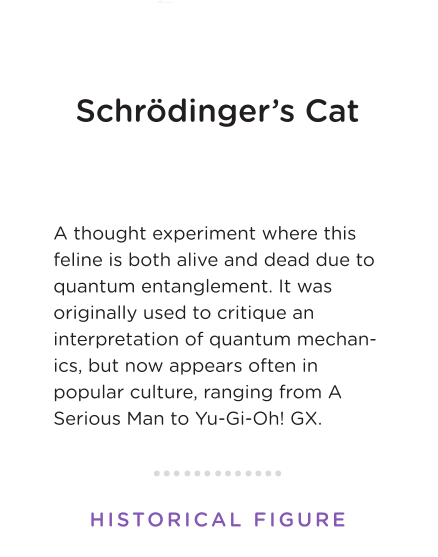 Schrödinger’s Cat
A thought experiment where this
feline is both alive and dead due to
quantum entanglement. It was
originally used to critique an
interpretation of quantum mechan-
ics, but now appears often in
popular culture, ranging from A
Serious Man to Yu-Gi-Oh! GX.
HISTORICAL FIGURE